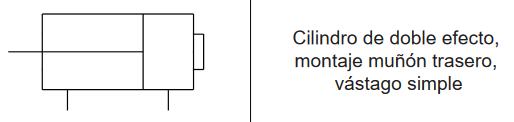 Cilindro de doble efecto,
montaje muñón trasero,
vástago simple